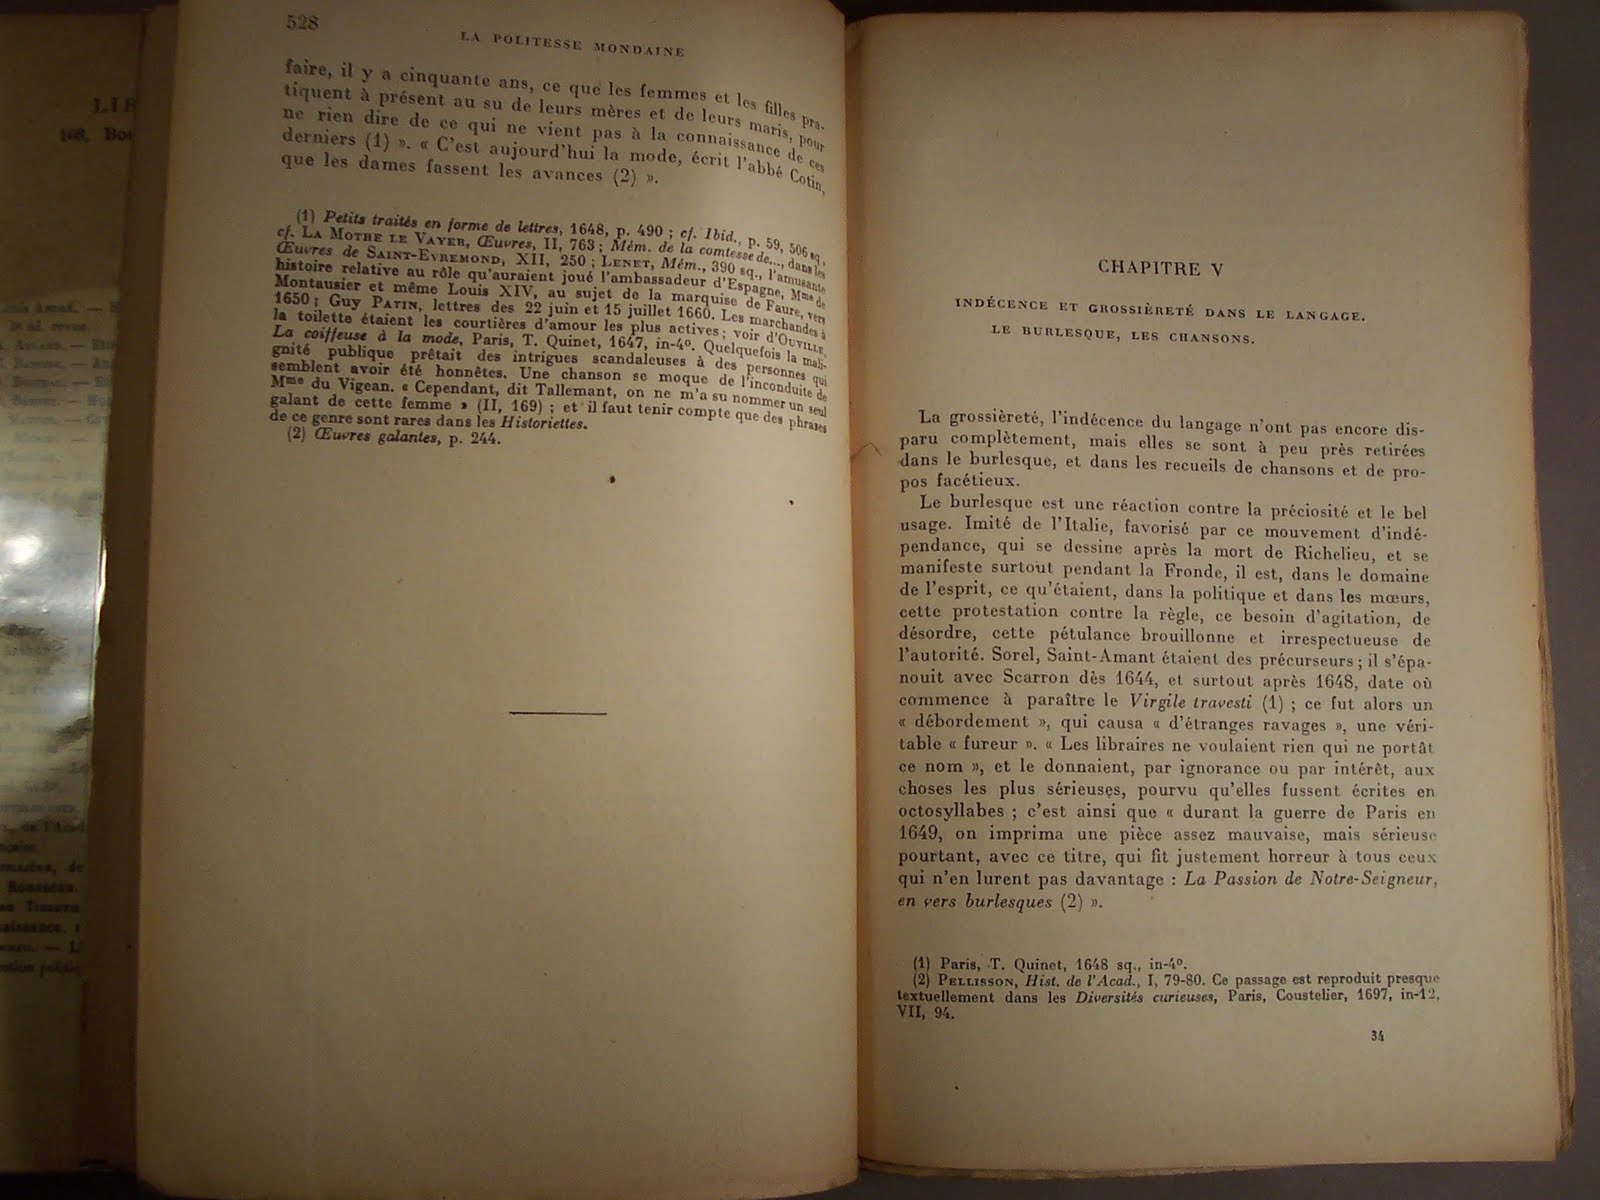 LIB
108, Bou
528
LA POLITESSE MONDAINE
faire, il y a cinquante ans, ce que les femmes et les filles pra-
tiquent à présent au su de leurs mères et de leurs maris, pour
ne rien dire de ce qui ne vient pas à la connaissance de ces
derniers (1) ». « C'est aujourd'hui la mode, écrit l'abbé Cotin,
que les dames fassent les avances (2) ».
(1) Petits traités en forme de lettres, 1648, p. 490 ; cf. Ibid., p. 59, 506 sq.,
cf. LA MOTHE LE VAYER, Œuvres, II, 763 ; Mém. de la comtesse de..., dans les
Œuvres de SAINT-EVREMOND, XII, 250 ; LENET, Mém., 390 sq., l'amusante
histoire relative au rôle qu'auraient joué l'ambassadeur d'Espagne, Mme de
Montausier et même Louis XIV, au sujet de la marquise de Faure, vers
1650 ; GUY PATIN, lettres des 22 juin et 15 juillet 1660. Les marchandes à
la toilette étaient les courtières d'amour les plus actives ; voir D'OUVILLE,
La coiffeuse à la mode, Paris, T. Quinet, 1647, in-4o. Quelquefois la mali-
gnité publique prêtait des intrigues scandaleuses à des personnes qui
semblent avoir été honnêtes. Une chanson se moque de l'inconduite de
Mme du Vigean. « Cependant, dit Tallemant, on ne m'a su nommer un seul
galant de cette femme » (II, 169) ; et il faut tenir compte que des phrases
de ce genre sont rares dans les Historiettes.
(2) Œuvres galantes, p. 244.
CHAPITRE V
INDÉCENCE ET GROSSIÈRETÉ DANS LE LANGAGE.
LE BURLESQUE, LES CHANSONS.
La grossièreté, l'indécence du langage n'ont pas encore dis-
paru complètement, mais elles se sont à peu près retirées
dans le burlesque, et dans les recueils de chansons et de pro-
pos facétieux.
Le burlesque est une réaction contre la préciosité et le bel
usage. Imité de l'Italie, favorisé par ce mouvement d'indé-
pendance, qui se dessine après la mort de Richelieu, et se
manifeste surtout pendant la Fronde, il est, dans le domaine
de l'esprit, ce qu'étaient, dans la politique et dans les mœurs,
cette protestation contre la règle, ce besoin d'agitation, de
désordre, cette pétulance brouillonne et irrespectueuse de
l'autorité. Sorel, Saint-Amant étaient des précurseurs ; il s'épa-
nouit avec Scarron dès 1644, et surtout après 1648, date où
commence à paraître le Virgile travesti (1) ; ce fut alors un
« débordement », qui causa « d'étranges ravages », une véri-
table « fureur ». « Les libraires ne voulaient rien qui ne portât
ce nom », et le donnaient, par ignorance ou par intérêt, aux
choses les plus sérieuses, pourvu qu'elles fussent écrites en
octosyllabes ; c'est ainsi que « durant la guerre de Paris en
1649, on imprima une pièce assez mauvaise, mais sérieuse
pourtant, avec ce titre, qui fit justement horreur à tous ceux
qui n'en lurent pas davantage : La Passion de Notre-Seigneur,
en vers burlesques (2) ».
(1) Paris, T. Quinet, 1648 sq., in-4o.
(2) PELLISSON, Hist. de l'Acad., I, 79-80. Ce passage est reproduit presque
textuellement dans les Diversités curieuses, Paris, Coustelier, 1697, in-12,
VII, 94.
34